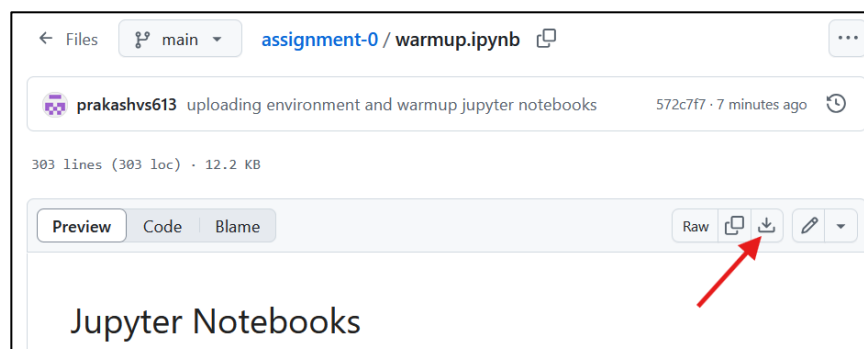 Files main assignment-0 / warmup.ipynb
prakashvs613 uploading environment and warmup jupyter notebooks 572c7f7 · 7 minutes ago
303 lines (303 loc) · 12.2 KB
Preview Code Blame Raw
Jupyter Notebooks